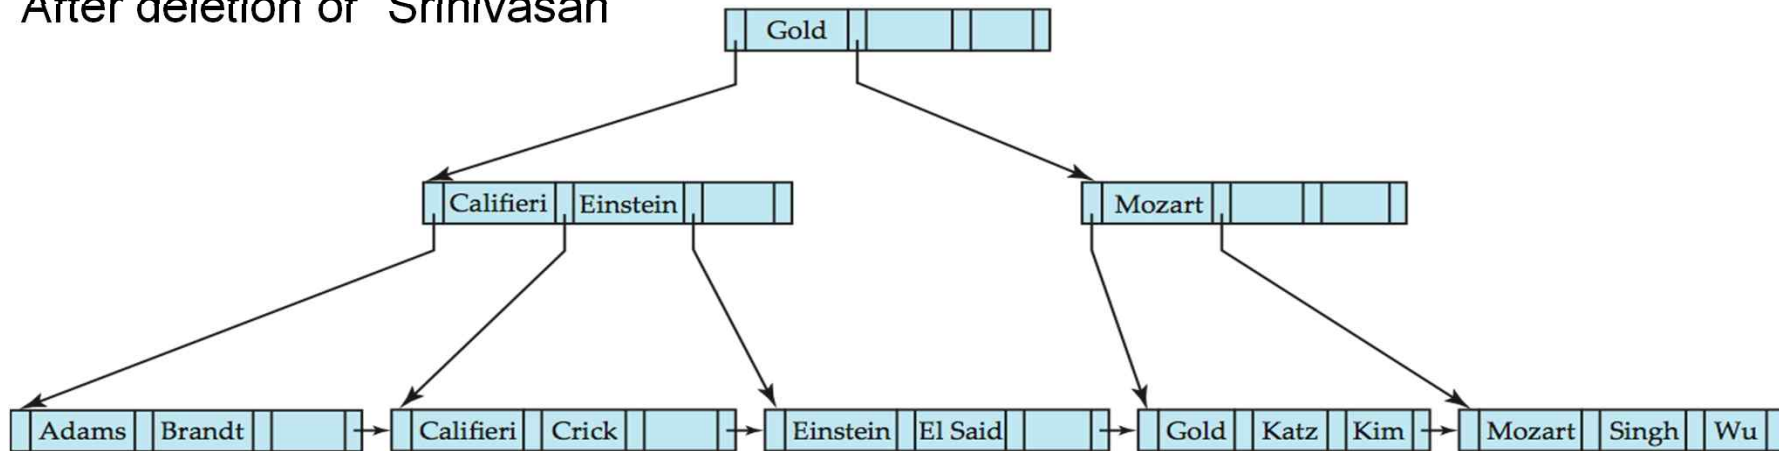 After deletion of "Srinivasan"
Gold
Califieri Einstein
Mozart
Adams Brandt
Califieri Crick
Einstein El Said
Gold Katz Kim
Mozart Singh Wu